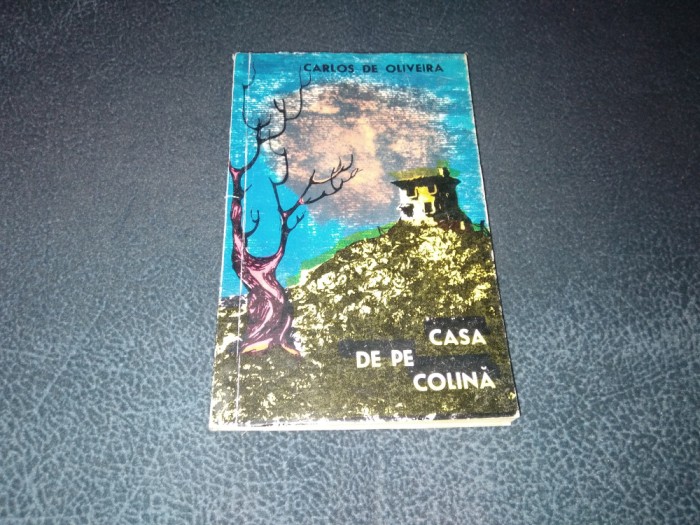 CARLOS DE OLIVEIRA
CASA
DE PE
COLINĂ